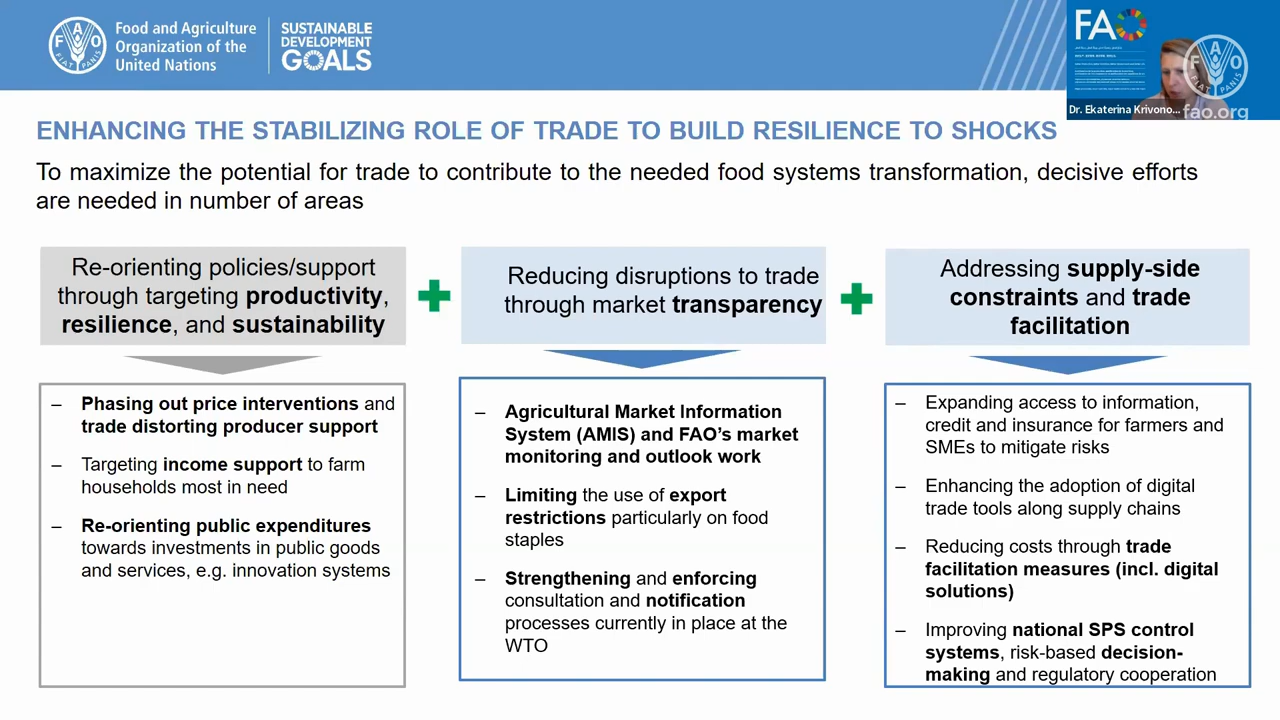 Food and Agriculture
Organization of the
United Nations
SUSTAINABLE
DEVELOPMENT
GOALS
FAO
FAO
Dr. Ekaterina Krivono...
fao.org
ENHANCING THE STABILIZING ROLE OF TRADE TO BUILD RESILIENCE TO SHOCKS
To maximize the potential for trade to contribute to the needed food systems transformation, decisive efforts
are needed in number of areas
Re-orienting policies/support
through targeting productivity,
resilience, and sustainability
Reducing disruptions to trade
through market transparency
Addressing supply-side
constraints and trade
facilitation
– Phasing out price interventions and
trade distorting producer support
– Targeting income support to farm
households most in need
– Re-orienting public expenditures
towards investments in public goods
and services, e.g. innovation systems
– Agricultural Market Information
System (AMIS) and FAO's market
monitoring and outlook work
– Limiting the use of export
restrictions particularly on food
staples
– Strengthening and enforcing
consultation and notification
processes currently in place at the
WTO
– Expanding access to information,
credit and insurance for farmers and
SMEs to mitigate risks
– Enhancing the adoption of digital
trade tools along supply chains
– Reducing costs through trade
facilitation measures (incl. digital
solutions)
– Improving national SPS control
systems, risk-based decision-
making and regulatory cooperation